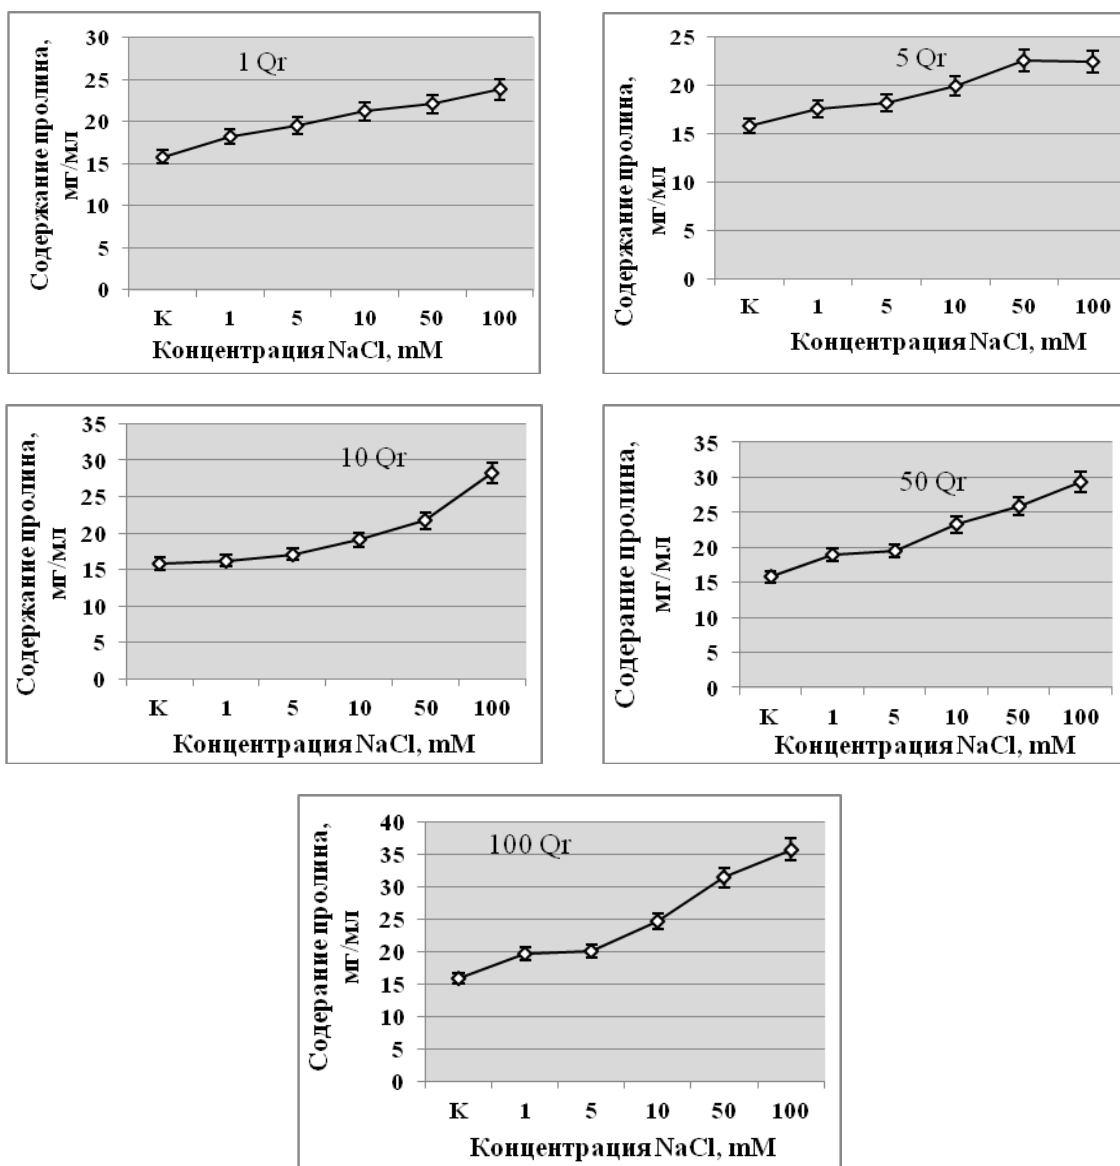 Содержание пролина,
мг/мл
1 Qr
30
25
20
15
10
5
0
K 1 5 10 50 100
Концентрация NaCl, mM
Содержание пролина,
мг/мл
5 Qr
25
20
15
10
5
0
K 1 5 10 50 100
Концентрация NaCl, mM
Содержание пролина,
мг/мл
10 Qr
35
30
25
20
15
10
5
0
K 1 5 10 50 100
Концентрация NaCl, mM
Содерание пролина,
мг/мл
50 Qr
35
30
25
20
15
10
5
0
K 1 5 10 50 100
Концентрация NaCl, mM
Содерание пролина,
мг/мл
100 Qr
40
35
30
25
20
15
10
5
0
K 1 5 10 50 100
Концентрация NaCl, mM